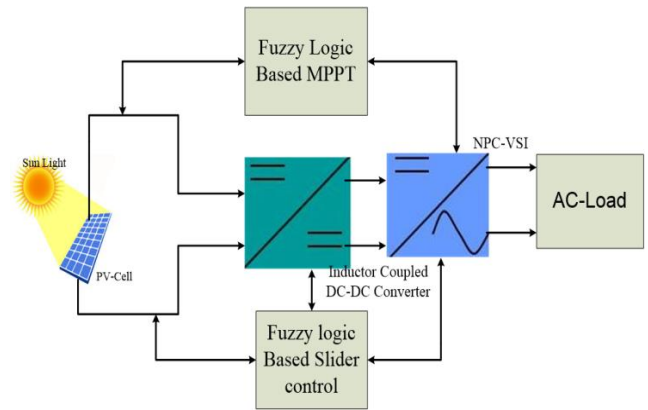 Fuzzy Logic
Based MPPT
Sun Light
NPC-VSI
AC-Load
PV-Cell
Inductor Coupled
DC-DC Converter
Fuzzy logic
Based Slider
control